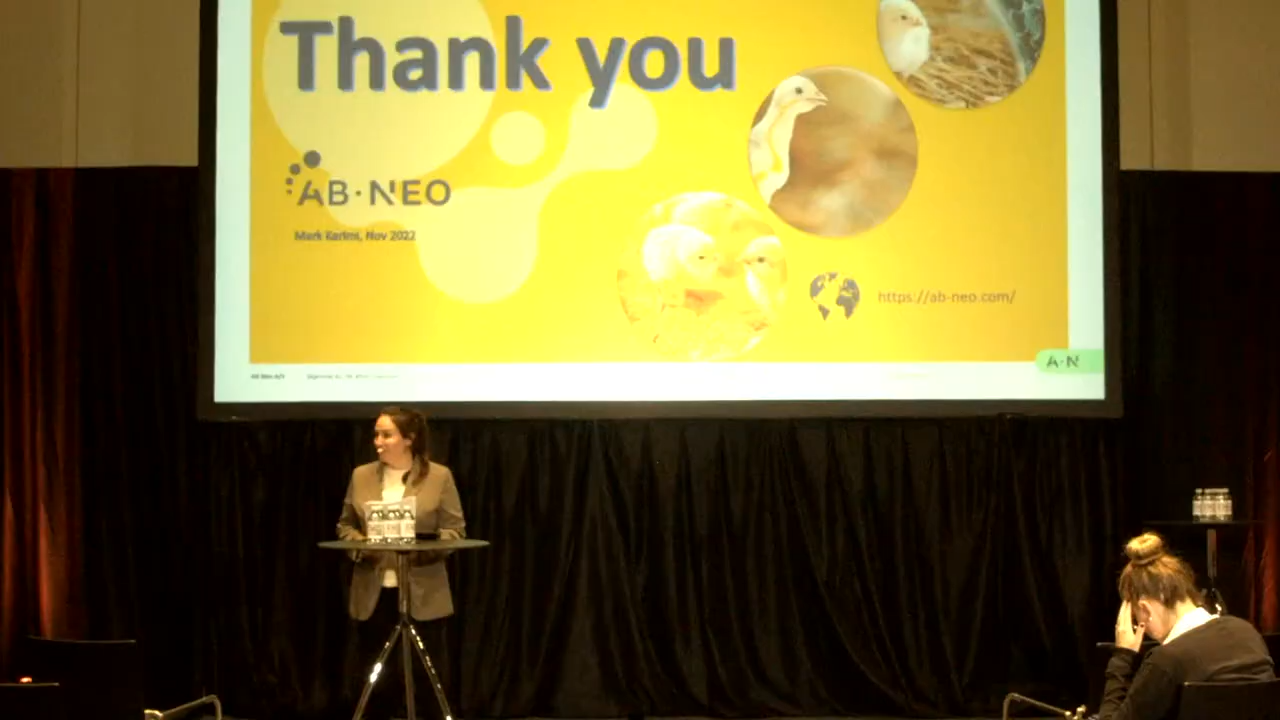 Thank you
AB·NEO
Mark Karimi, Nov 2022
https://ab-neo.com/
A·N